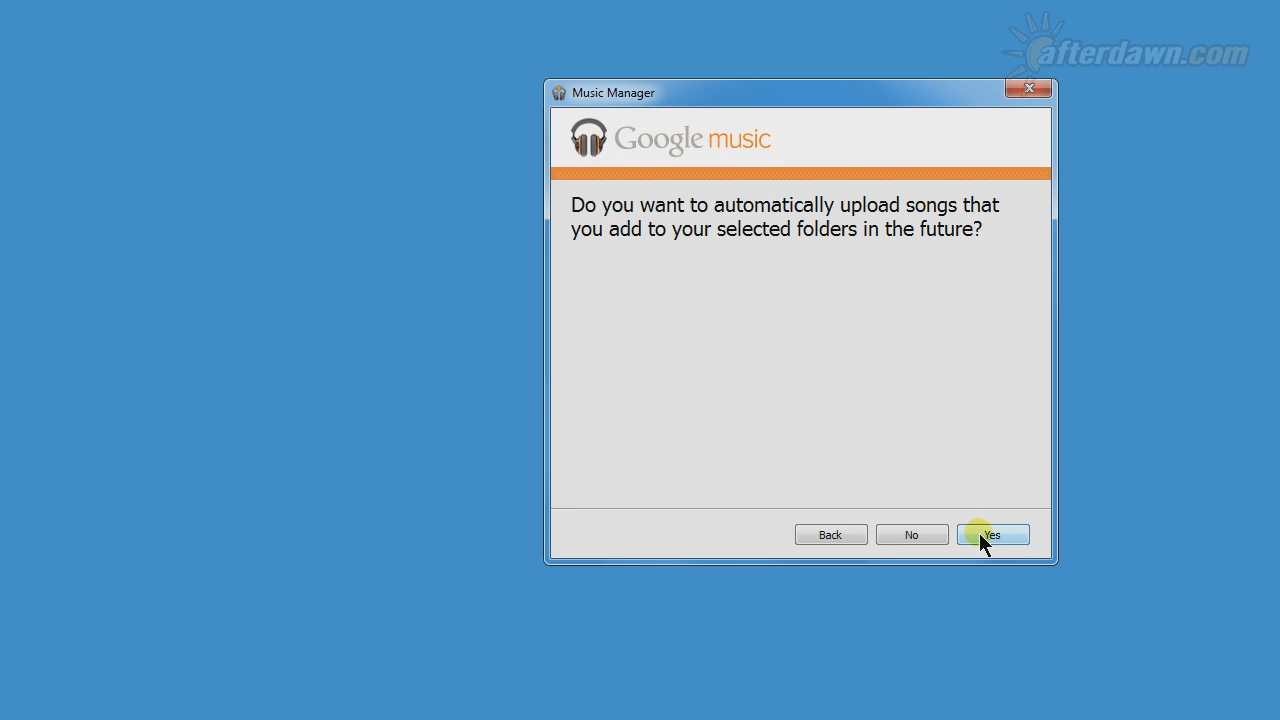 afterdawn.com
Music Manager
Google music
Do you want to automatically upload songs that
you add to your selected folders in the future?
Back No Yes